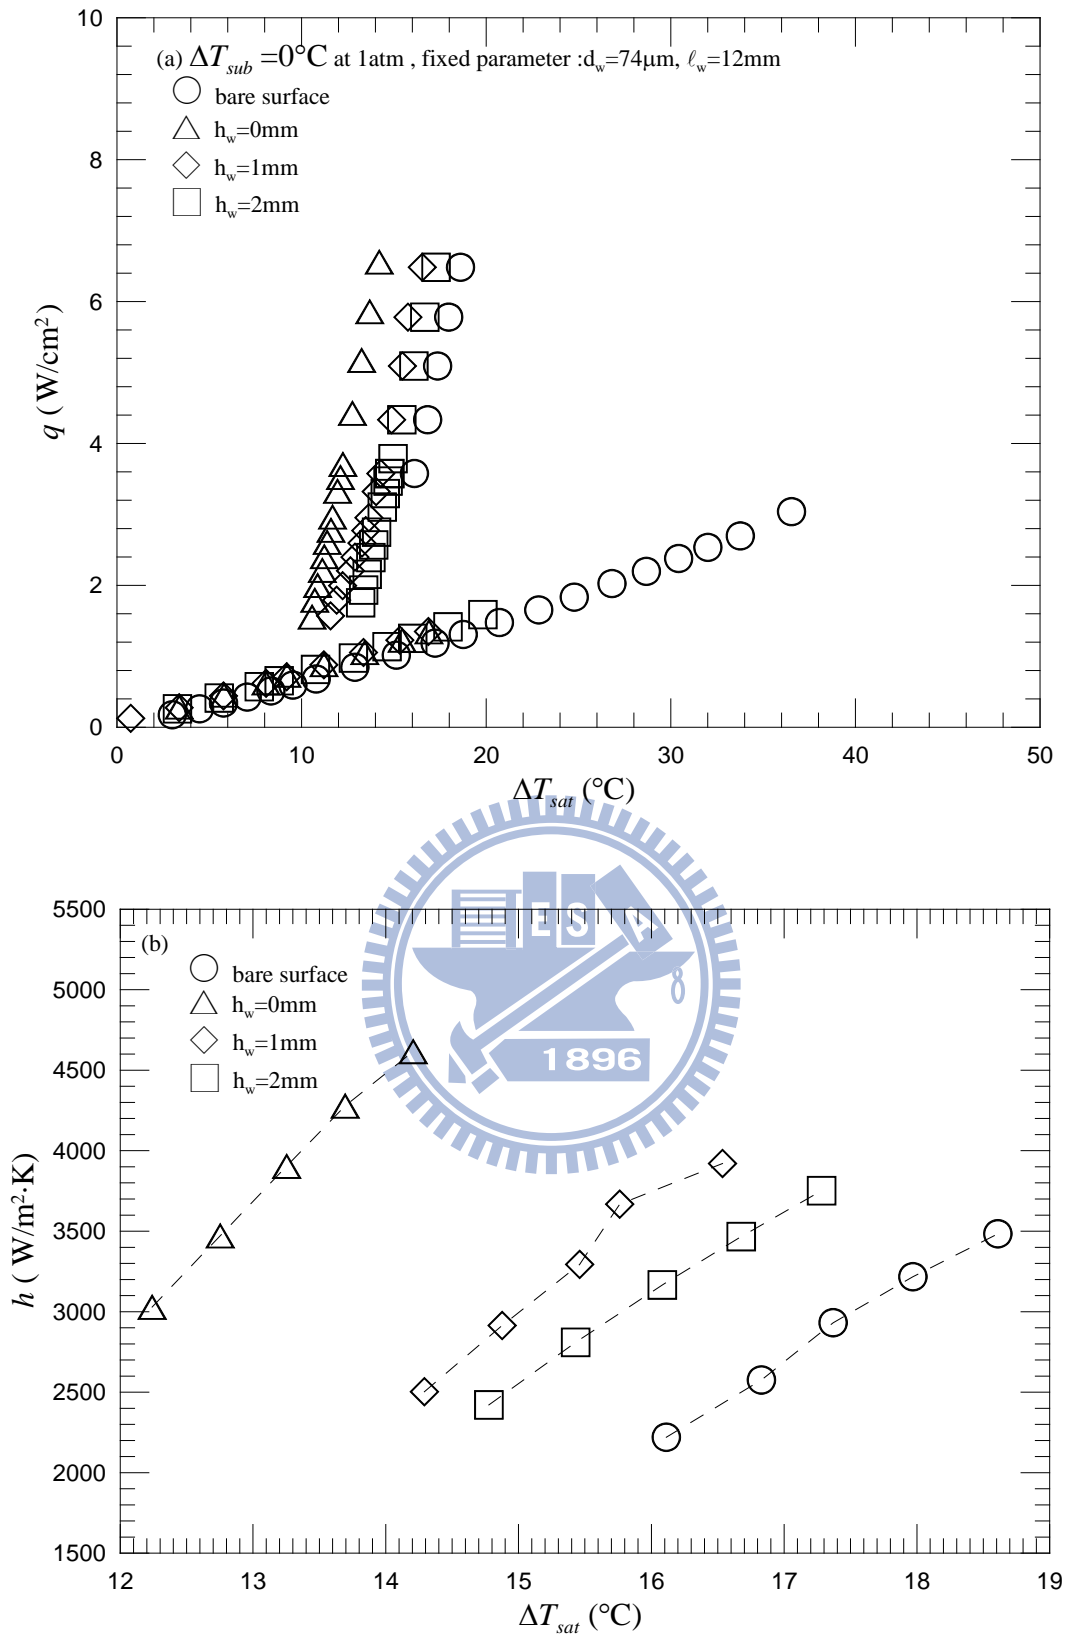 10
(a) ΔT_sub =0°C at 1atm , fixed parameter :d_w=74μm, ℓ_w=12mm
bare surface
h_w=0mm
8
h_w=1mm
h_w=2mm
6
q ( W/cm²)
4
2
0
0 10 20 30 40 50
ΔT_sat (°C)
5500
(b)
E S A
bare surface
5000
h_w=0mm
h_w=1mm
1896
4500
h_w=2mm
4000
h ( W/m²·K)
3500
3000
2500
2000
1500
12 13 14 15 16 17 18 19
ΔT_sat (°C)